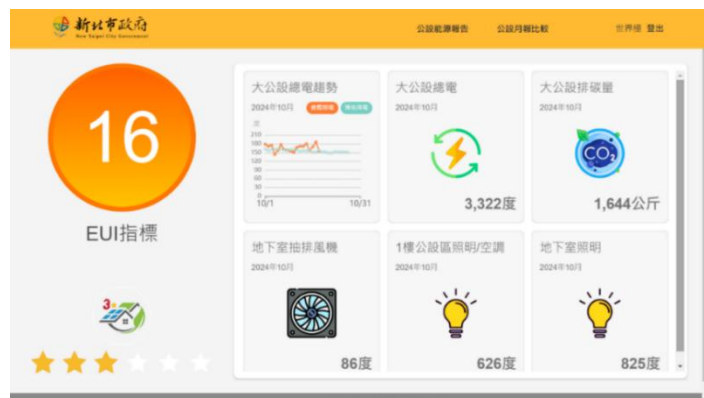 新北市政府
New Taipei City Government
公設能源報告 公設月報比較 世界極 登出
16
EUI指標
3
大公設總電趨勢
2024年10月
度
210
180
150
120
90
60
30
0
10/1 10/31
大公設總電
2024年10月
3,322度
大公設排碳量
2024年10月
CO2
1,644公斤
地下室抽排風機
2024年10月
86度
1樓公設區照明/空調
2024年10月
626度
地下室照明
2024年10月
825度